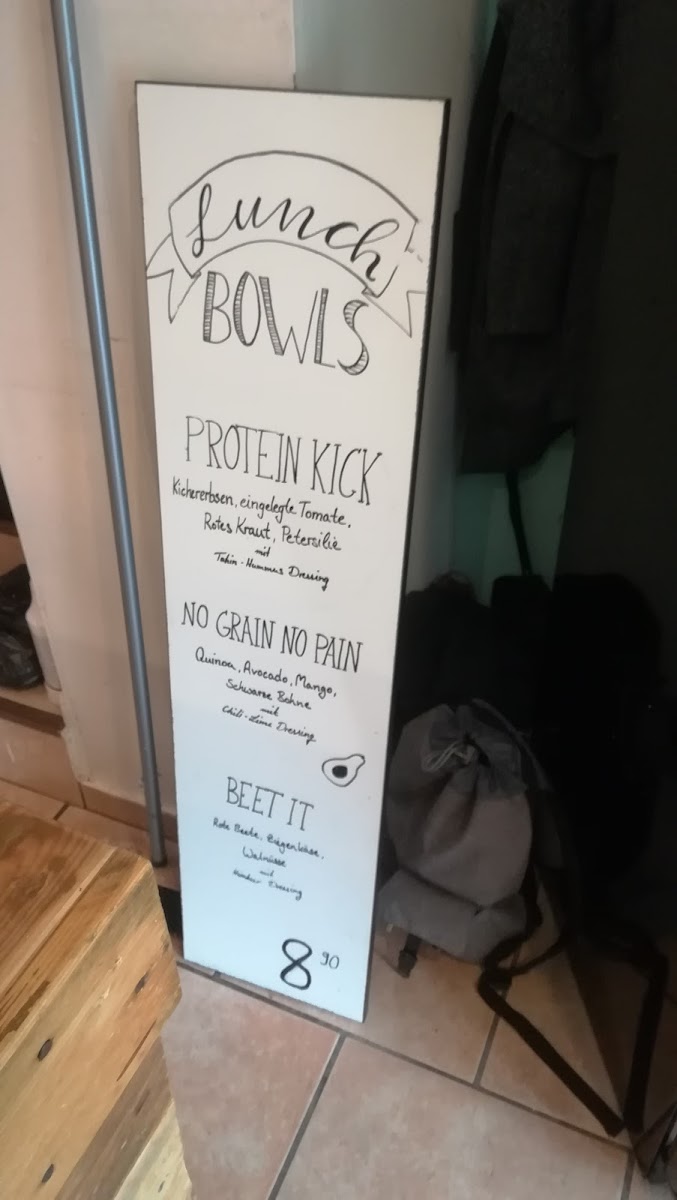 Lunch
BOWLS
PROTEIN KICK
Kichererbsen, eingelegte Tomate,
Rotes Kraut, Petersilie
mit
Tahin-Hummus Dressing
NO GRAIN NO PAIN
Quinoa, Avocado, Mango,
Schwarze Bohne
mit
Chili-Lime Dressing
BEET IT
Rote Beete, Ziegenkäse,
Walnüsse
mit
Dressing
8 90